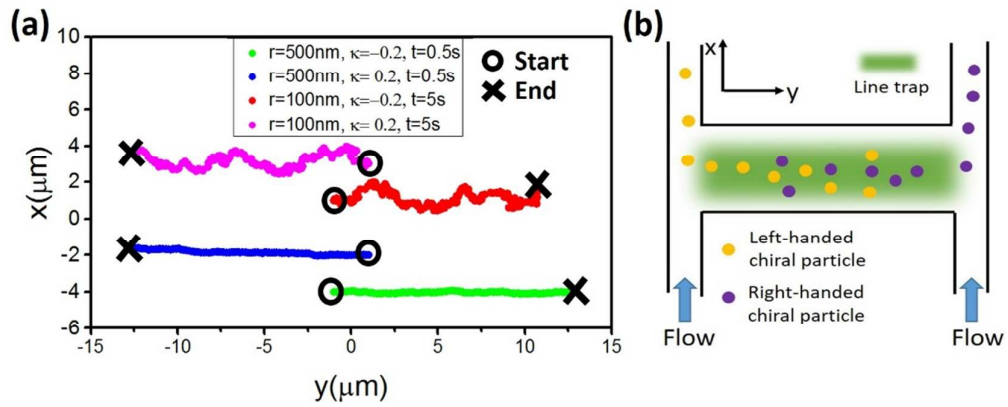 (a)
r=500nm, κ=−0.2, t=0.5s
r=500nm, κ= 0.2, t=0.5s
r=100nm, κ=−0.2, t=5s
r=100nm, κ= 0.2, t=5s
Start
End
10
8
6
4
2
0
-2
-4
-6
x(μm)
-15
-10
-5
0
5
10
15
y(μm)
(b)
x
y
Line trap
Left-handed
chiral particle
Right-handed
chiral particle
Flow
Flow